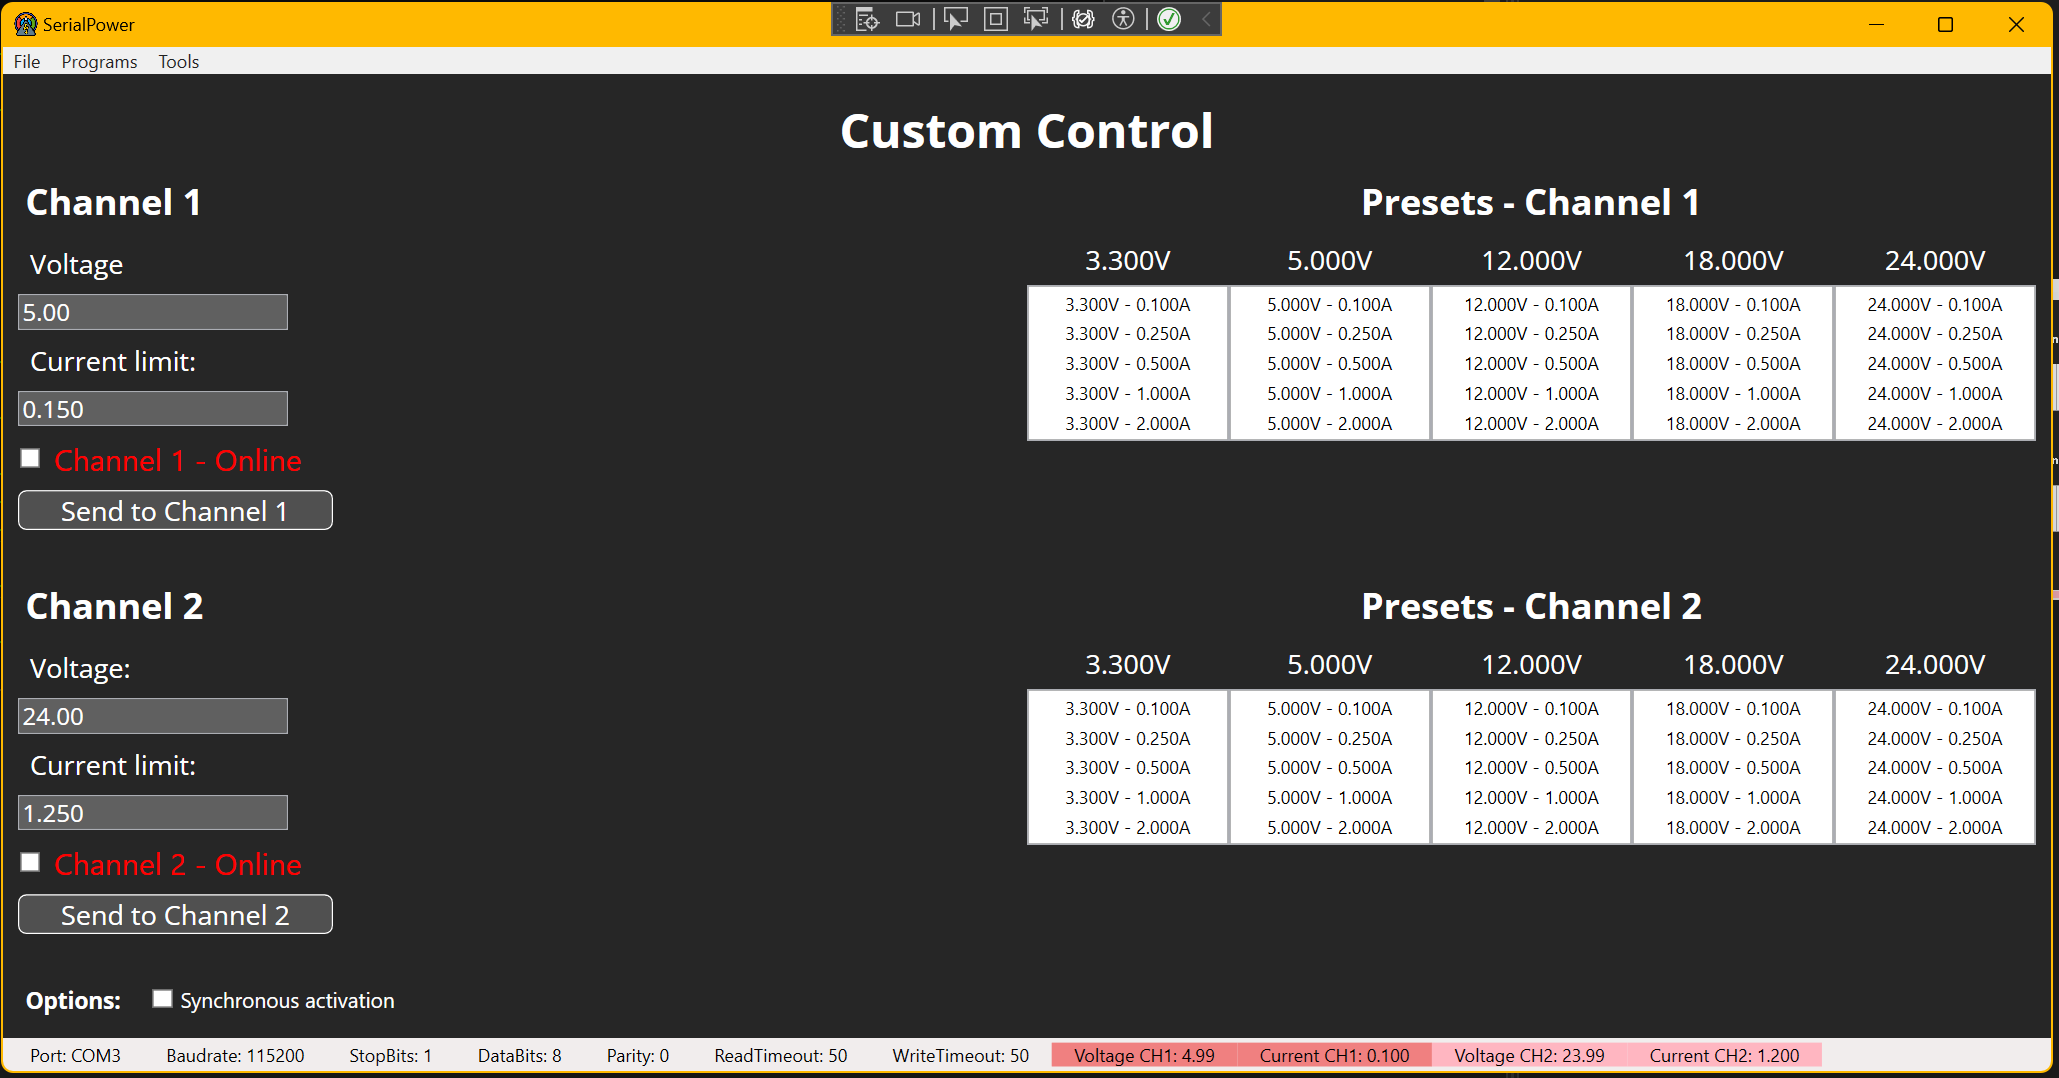 SerialPower
File Programs Tools
Custom Control
Channel 1
Voltage
5.00
Current limit:
0.150
Channel 1 - Online
Send to Channel 1
Presets - Channel 1
3.300V 5.000V 12.000V 18.000V 24.000V
3.300V - 0.100A 5.000V - 0.100A 12.000V - 0.100A 18.000V - 0.100A 24.000V - 0.100A
3.300V - 0.250A 5.000V - 0.250A 12.000V - 0.250A 18.000V - 0.250A 24.000V - 0.250A
3.300V - 0.500A 5.000V - 0.500A 12.000V - 0.500A 18.000V - 0.500A 24.000V - 0.500A
3.300V - 1.000A 5.000V - 1.000A 12.000V - 1.000A 18.000V - 1.000A 24.000V - 1.000A
3.300V - 2.000A 5.000V - 2.000A 12.000V - 2.000A 18.000V - 2.000A 24.000V - 2.000A
Channel 2
Voltage:
24.00
Current limit:
1.250
Channel 2 - Online
Send to Channel 2
Presets - Channel 2
3.300V 5.000V 12.000V 18.000V 24.000V
3.300V - 0.100A 5.000V - 0.100A 12.000V - 0.100A 18.000V - 0.100A 24.000V - 0.100A
3.300V - 0.250A 5.000V - 0.250A 12.000V - 0.250A 18.000V - 0.250A 24.000V - 0.250A
3.300V - 0.500A 5.000V - 0.500A 12.000V - 0.500A 18.000V - 0.500A 24.000V - 0.500A
3.300V - 1.000A 5.000V - 1.000A 12.000V - 1.000A 18.000V - 1.000A 24.000V - 1.000A
3.300V - 2.000A 5.000V - 2.000A 12.000V - 2.000A 18.000V - 2.000A 24.000V - 2.000A
Options: Synchronous activation
Port: COM3 Baudrate: 115200 StopBits: 1 DataBits: 8 Parity: 0 ReadTimeout: 50 WriteTimeout: 50 Voltage CH1: 4.99 Current CH1: 0.100 Voltage CH2: 23.99 Current CH2: 1.200